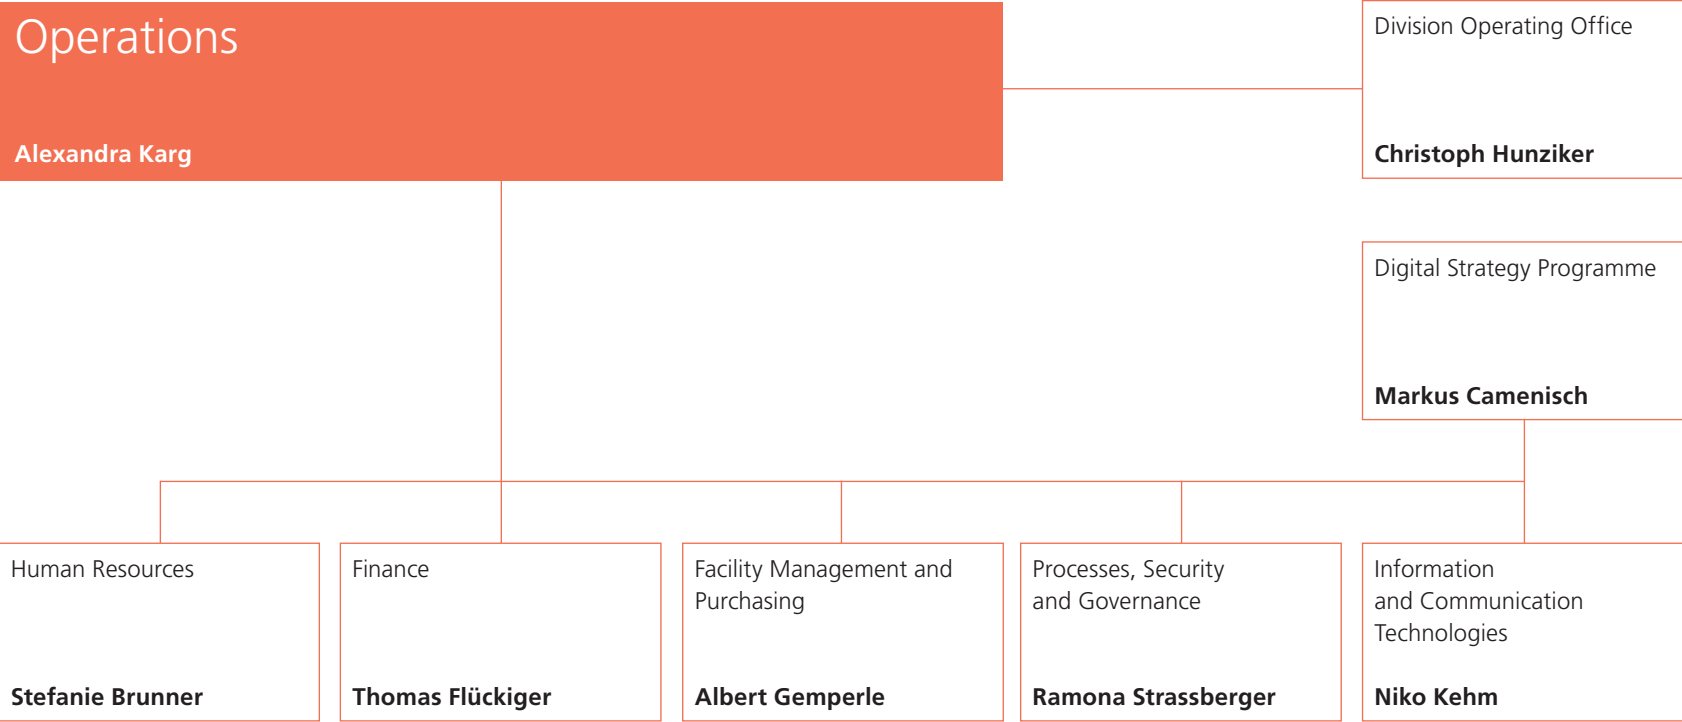 Operations
Alexandra Karg
Division Operating Office
Christoph Hunziker
Digital Strategy Programme
Markus Camenisch
Human Resources
Stefanie Brunner
Finance
Thomas Flückiger
Facility Management and
Purchasing
Albert Gemperle
Processes, Security
and Governance
Ramona Strassberger
Information
and Communication
Technologies
Niko Kehm